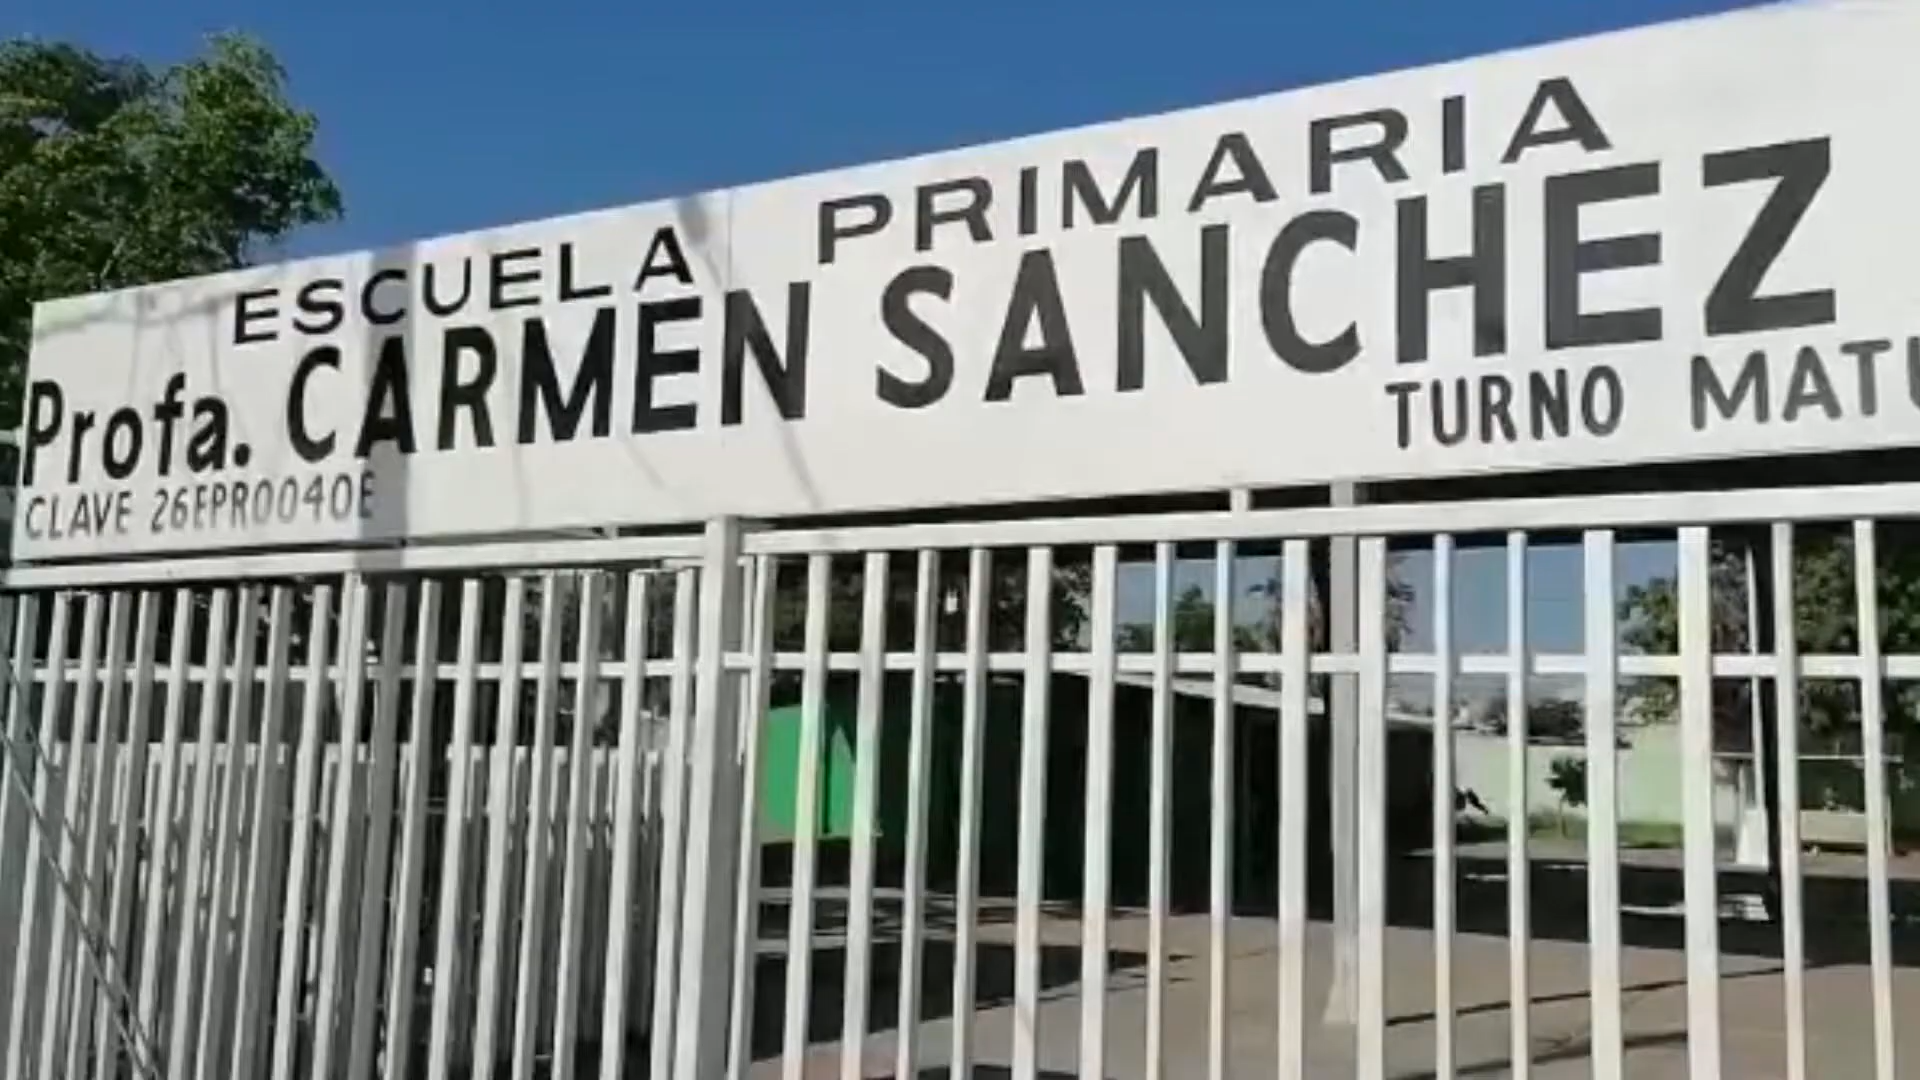 ESCUELA PRIMARIA
Profa. CARMEN SANCHEZ
CLAVE 26EPR0040E
TURNO MATU